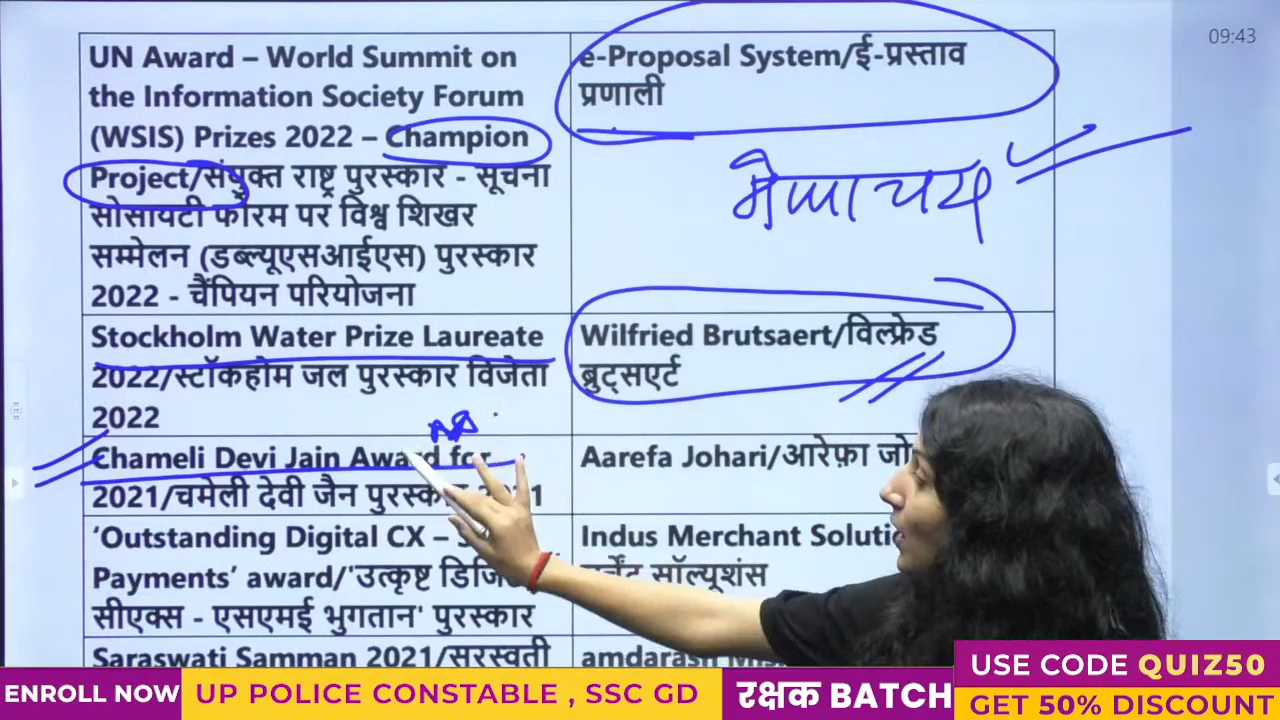 09:43
UN Award – World Summit on
the Information Society Forum
(WSIS) Prizes 2022 – Champion
Project/संयुक्त राष्ट्र पुरस्कार - सूचना
सोसायटी फोरम पर विश्व शिखर
सम्मेलन (डब्ल्यूएसआईएस) पुरस्कार
2022 - चैंपियन परियोजना
e-Proposal System/ई-प्रस्ताव
प्रणाली
Stockholm Water Prize Laureate
2022/स्टॉकहोम जल पुरस्कार विजेता
2022
Wilfried Brutsaert/विल्फ्रेड
ब्रुट्सएर्ट
Chameli Devi Jain Award for
2021/चमेली देवी जैन
Aarefa Johari/आरेफ़ा
'Outstanding Digital CX –
Payments' award/'उत्कृष्ट
सीएक्स - एसएमई भुगतान' पुरस्कार
Indus Merchant
सॉल्यूशंस
Saraswati Samman 2021/सरस्वती
ENROLL NOW
UP POLICE CONSTABLE , SSC GD
रक्षक BATCH
USE CODE QUIZ50
GET 50% DISCOUNT